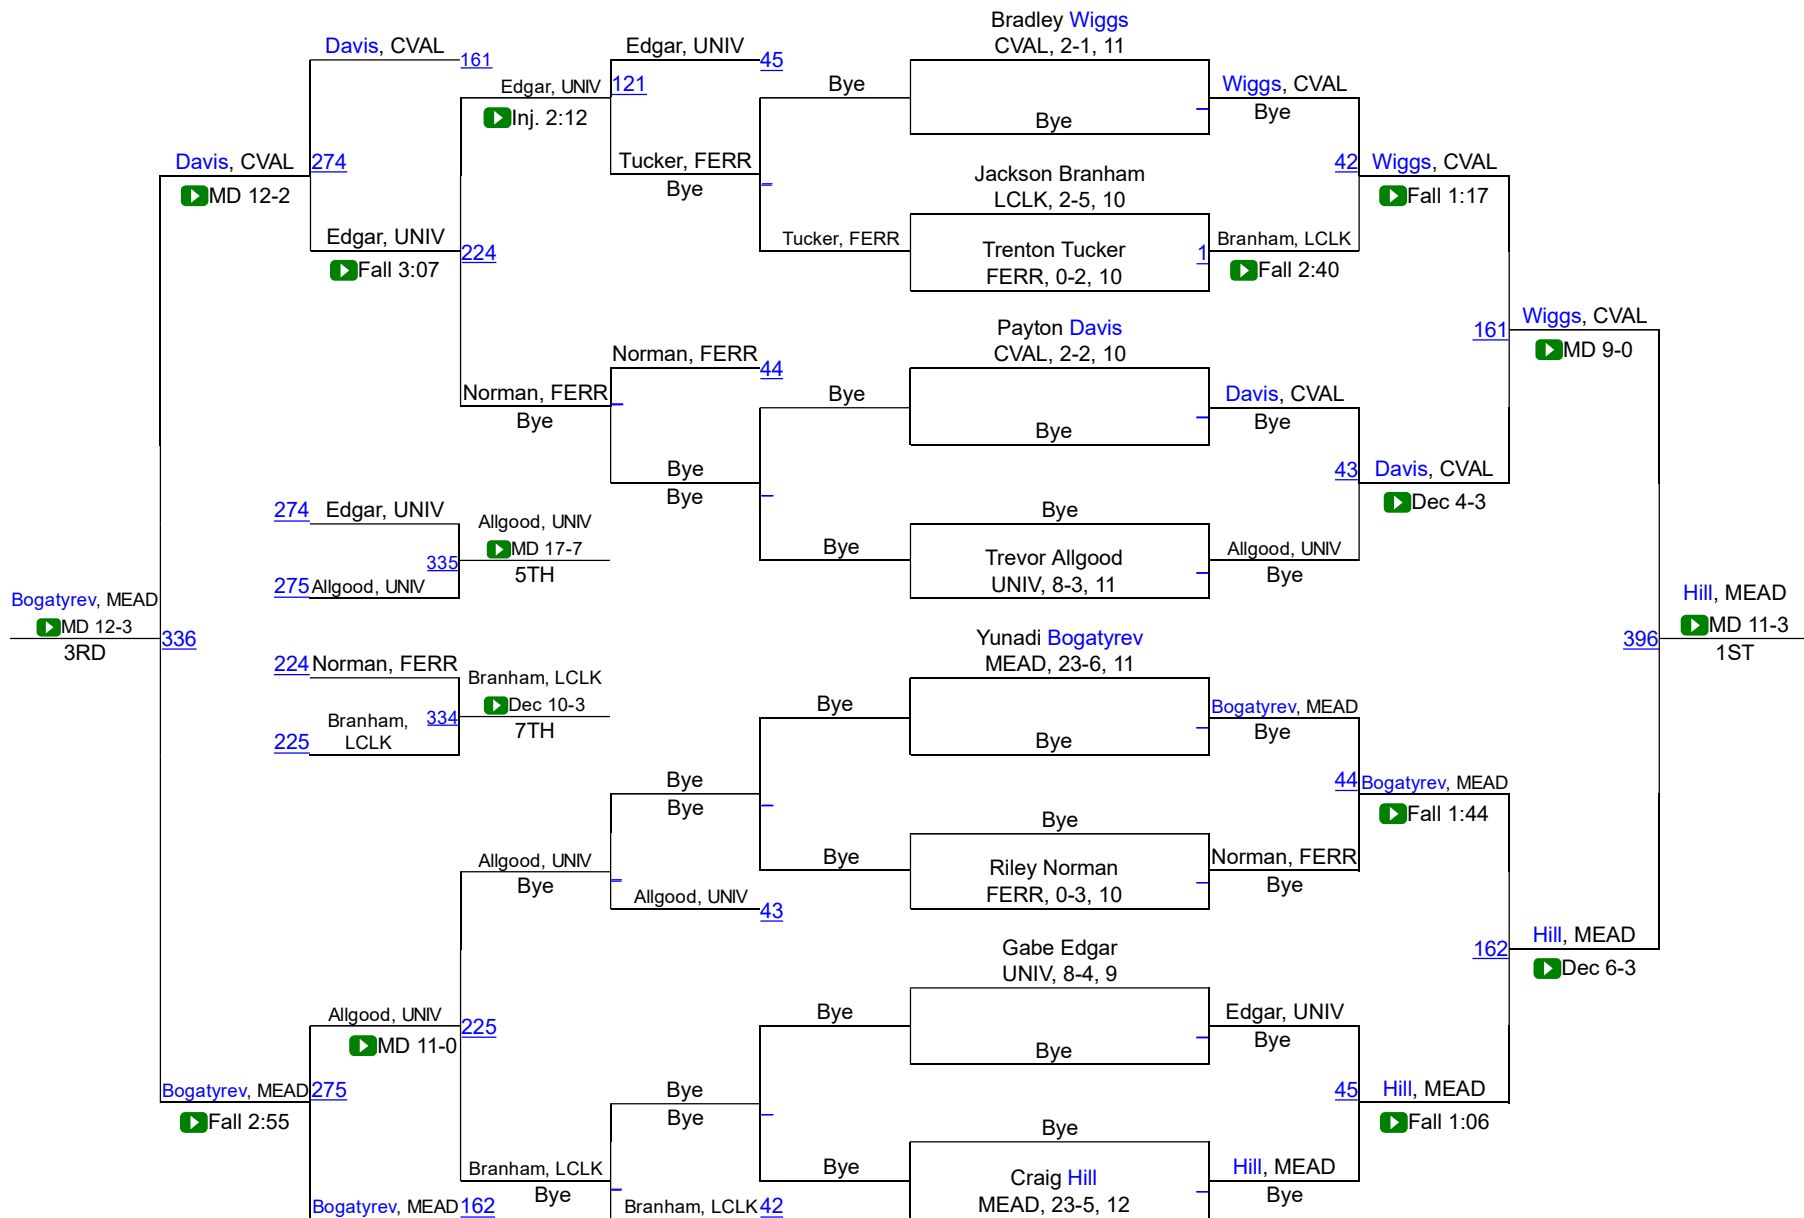 Bradley Wiggs
Davis, CVAL
161
Edgar, UNIV
45
CVAL, 2-1, 11
Edgar, UNIV
121
Bye
Wiggs, CVAL
Inj. 2:12
Bye
Bye
Davis, CVAL
274
Tucker, FERR
Jackson Branham
42
Wiggs, CVAL
MD 12-2
Bye
LCLK, 2-5, 10
Fall 1:17
Edgar, UNIV
224
Tucker, FERR
Trenton Tucker
1
Branham, LCLK
Fall 3:07
FERR, 0-2, 10
Fall 2:40
Payton Davis
161
Wiggs, CVAL
Norman, FERR
44
CVAL, 2-2, 10
MD 9-0
Norman, FERR
Bye
Davis, CVAL
Bye
Bye
Bye
Bye
43
Davis, CVAL
Bye
Dec 4-3
274
Edgar, UNIV
Allgood, UNIV
Bye
MD 17-7
335
5TH
Bye
Trevor Allgood
Allgood, UNIV
275
Allgood, UNIV
UNIV, 8-3, 11
Bye
Bogatyrev, MEAD
Hill, MEAD
MD 12-3
336
3RD
Yunadi Bogatyrev
396
MD 11-3
1ST
224
Norman, FERR
Branham, LCLK
MEAD, 23-6, 11
Dec 10-3
334
7TH
Branham,
LCLK
225
Bye
Bogatyrev, MEAD
Bye
Bye
Bye
44
Bogatyrev, MEAD
Bye
Bye
Fall 1:44
Allgood, UNIV
Bye
Riley Norman
Norman, FERR
Bye
FERR, 0-3, 10
Bye
Allgood, UNIV
43
Gabe Edgar
162
Hill, MEAD
UNIV, 8-4, 9
Dec 6-3
Allgood, UNIV
225
Bye
Edgar, UNIV
MD 11-0
Bye
Bye
Bogatyrev, MEAD
275
Bye
45
Hill, MEAD
Fall 2:55
Bye
Bye
Fall 1:06
Branham, LCLK
Bye
Craig Hill
Hill, MEAD
Bye
MEAD, 23-5, 12
Bye
Bogatyrev, MEAD
162
Branham, LCLK
42